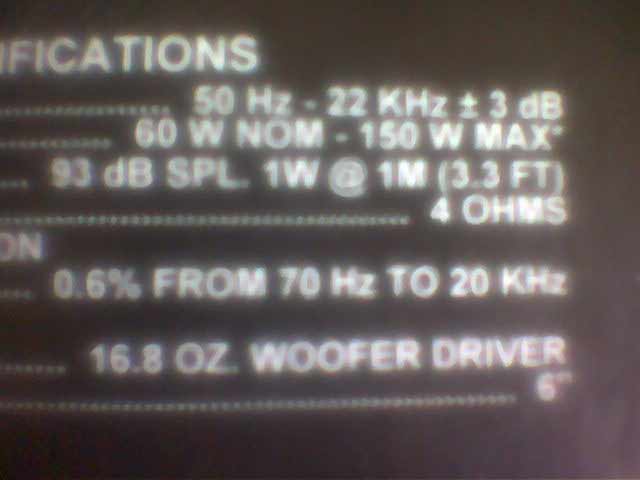 IFICATIONS
.................... 50 Hz - 22 KHz ± 3 dB
............. 60 W NOM - 150 W MAX*
... 93 dB SPL. 1W @ 1M (3.3 FT)
.................................................. 4 OHMS
ON
.... 0.6% FROM 70 Hz TO 20 KHz
........ 16.8 OZ. WOOFER DRIVER
................................................................ 6"